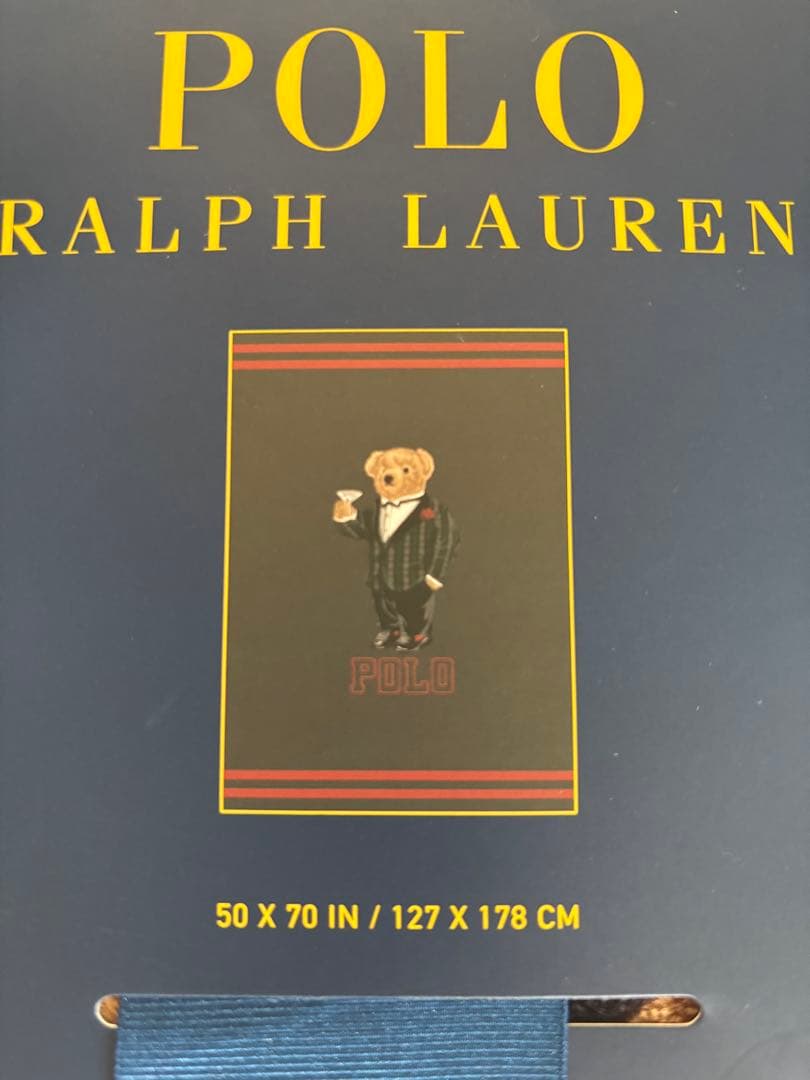 POLO
RALPH LAUREN
POLO
50 X 70 IN / 127 X 178 CM